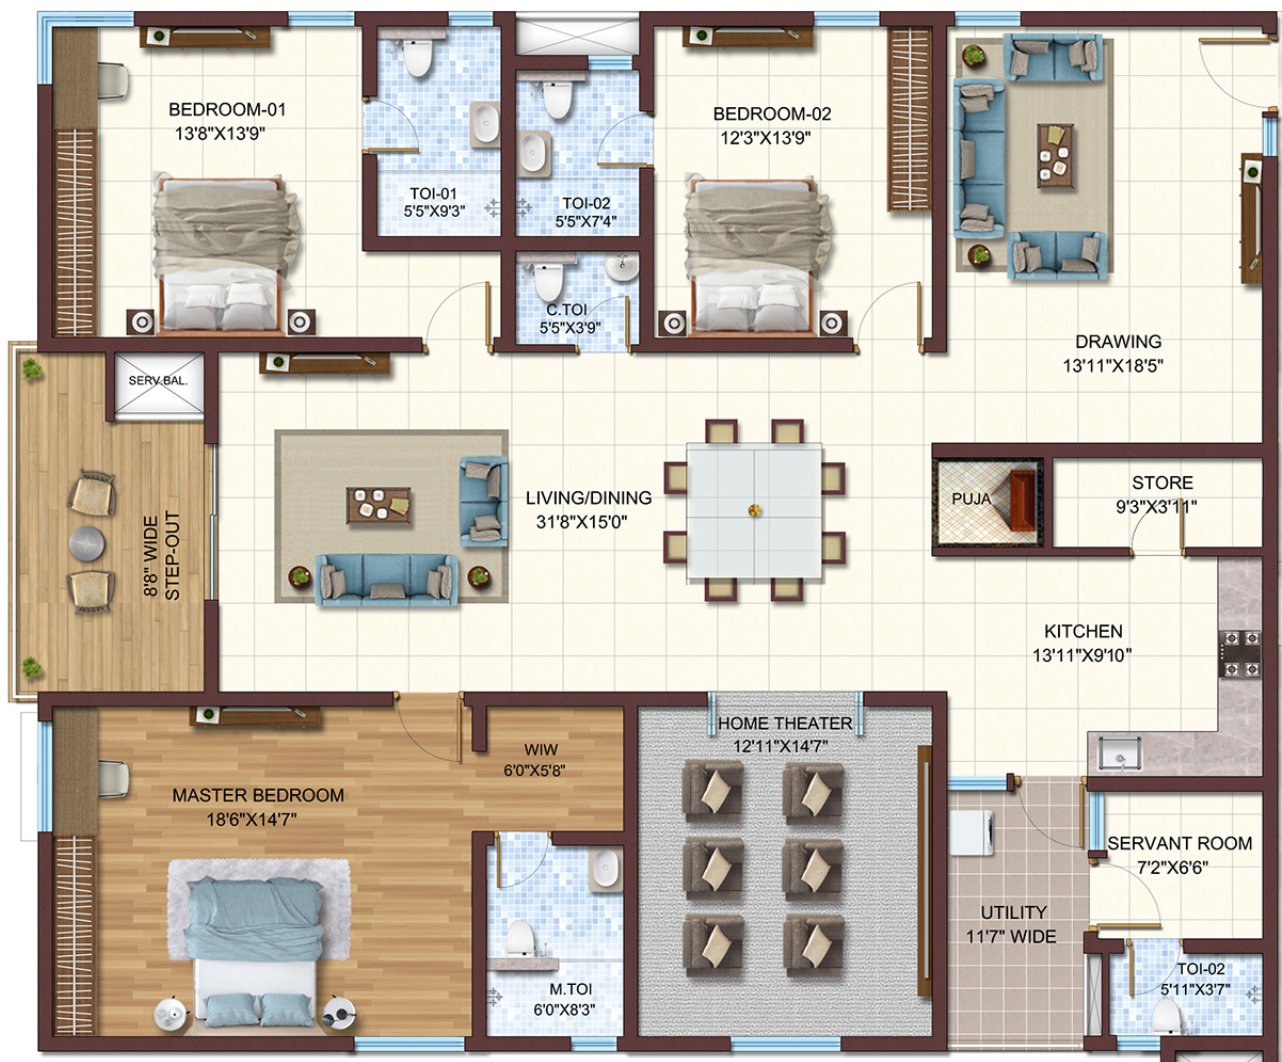 BEDROOM-01
13'8"X13'9"
TOI-01
5'5"X9'3"
TOI-02
5'5"X7'4"
BEDROOM-02
12'3"X13'9"
C.TOI
5'5"X3'9"
DRAWING
13'11"X18'5"
SERV.BAL.
8'8" WIDE
STEP-OUT
LIVING/DINING
31'8"X15'0"
PUJA
STORE
9'3"X3'11"
KITCHEN
13'11"X9'10"
MASTER BEDROOM
18'6"X14'7"
WIW
6'0"X5'8"
HOME THEATER
12'11"X14'7"
M.TOI
6'0"X8'3"
UTILITY
11'7" WIDE
SERVANT ROOM
7'2"X6'6"
TOI-02
5'11"X3'7"